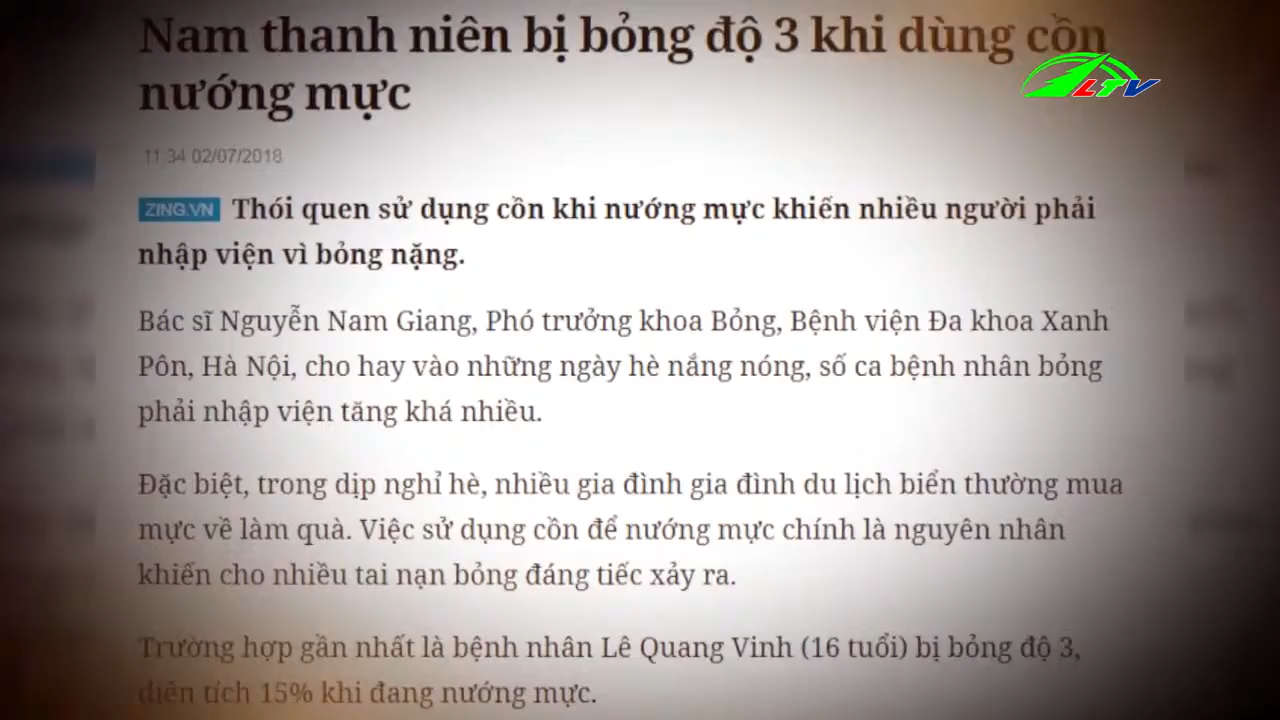 Nam thanh niên bị bỏng độ 3 khi dùng cồn
nướng mực
LTV
11:34 02/07/2018
ZING.VN Thói quen sử dụng cồn khi nướng mực khiến nhiều người phải
nhập viện vì bỏng nặng.
Bác sĩ Nguyễn Nam Giang, Phó trưởng khoa Bỏng, Bệnh viện Đa khoa Xanh
Pôn, Hà Nội, cho hay vào những ngày hè nắng nóng, số ca bệnh nhân bỏng
phải nhập viện tăng khá nhiều.
Đặc biệt, trong dịp nghỉ hè, nhiều gia đình gia đình du lịch biển thường mua
mực về làm quà. Việc sử dụng cồn để nướng mực chính là nguyên nhân
khiến cho nhiều tai nạn bỏng đáng tiếc xảy ra.
Trường hợp gần nhất là bệnh nhân Lê Quang Vinh (16 tuổi) bị bỏng độ 3,
diện tích 15% khi đang nướng mực.